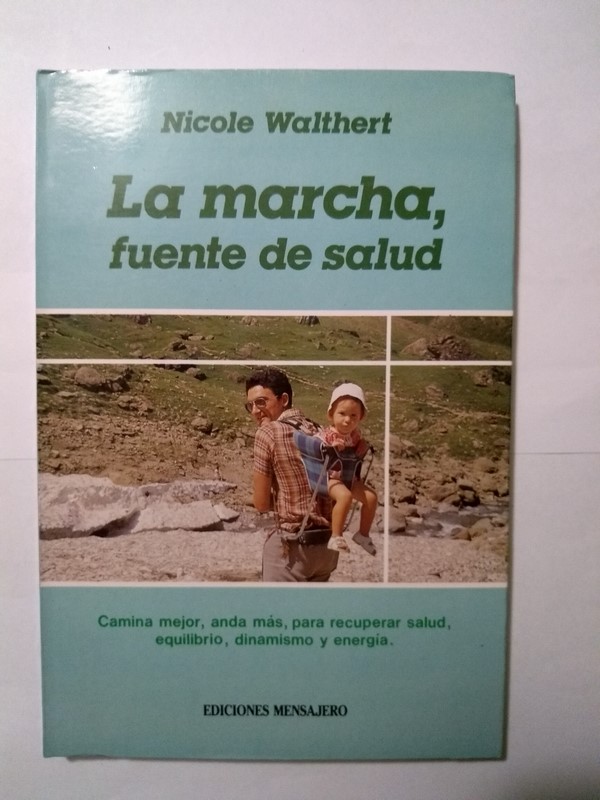 Nicole Walthert
La marcha,
fuente de salud
Camina mejor, anda más, para recuperar salud,
equilibrio, dinamismo y energía.
EDICIONES MENSAJERO